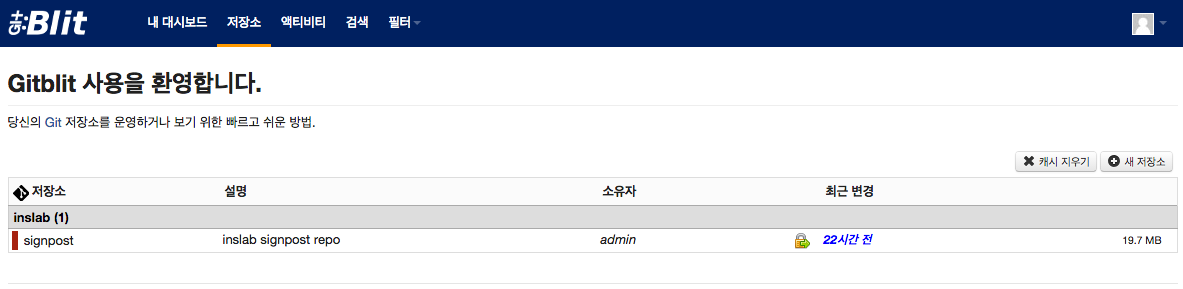 Git:Blit 내 대시보드 저장소 액티비티 검색 필터
Gitblit 사용을 환영합니다.
당신의 Git 저장소를 운영하거나 보기 위한 빠르고 쉬운 방법.
캐시 지우기 새 저장소
저장소 설명 소유자 최근 변경
inslab (1)
signpost inslab signpost repo admin 22시간 전 19.7 MB